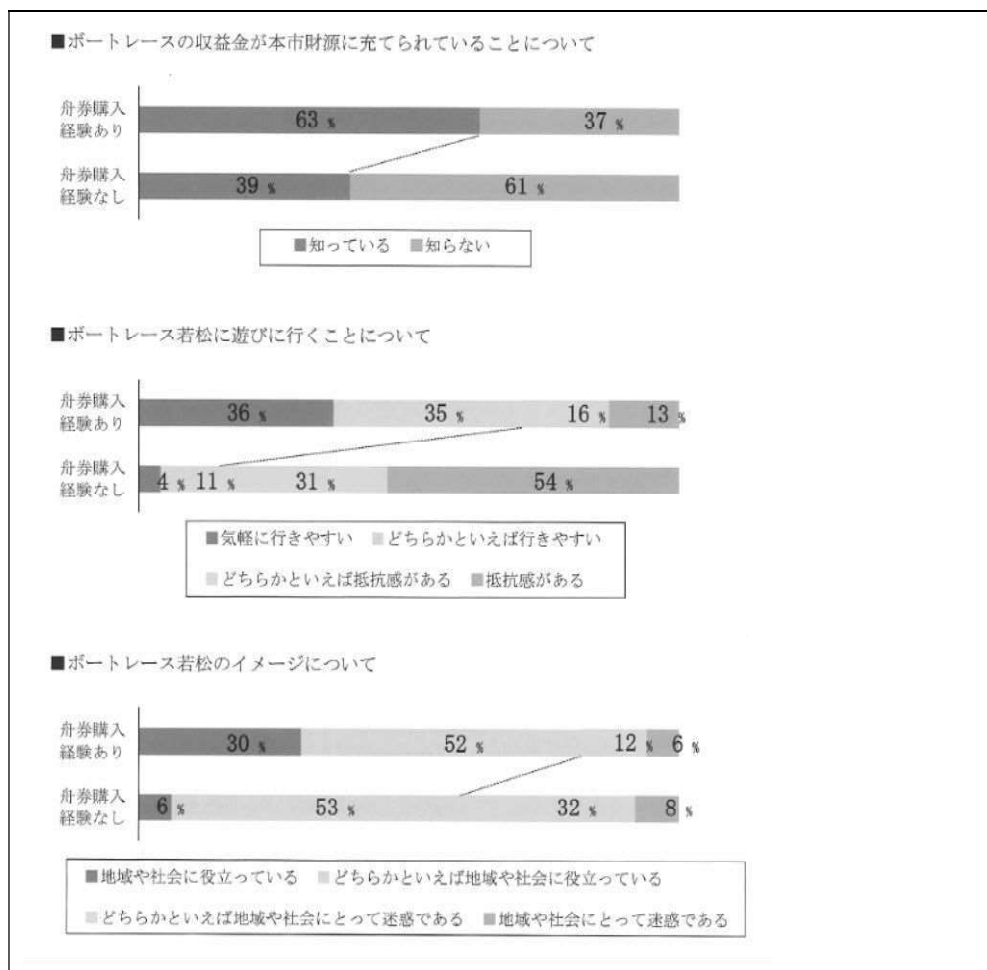 ■ボートレースの収益金が本市財源に充てられていることについて
舟券購入
経験あり
63 % 37 %
舟券購入
経験なし
39 % 61 %
■知っている ■知らない
■ボートレース若松に遊びに行くことについて
舟券購入
経験あり
36 % 35 % 16 % 13 %
舟券購入
経験なし
4 % 11 % 31 % 54 %
■気軽に行きやすい ■どちらかといえば行きやすい
■どちらかといえば抵抗感がある ■抵抗感がある
■ボートレース若松のイメージについて
舟券購入
経験あり
30 % 52 % 12 % 6 %
舟券購入
経験なし
6 % 53 % 32 % 8 %
■地域や社会に役立っている ■どちらかといえば地域や社会に役立っている
■どちらかといえば地域や社会にとって迷惑である ■地域や社会にとって迷惑である